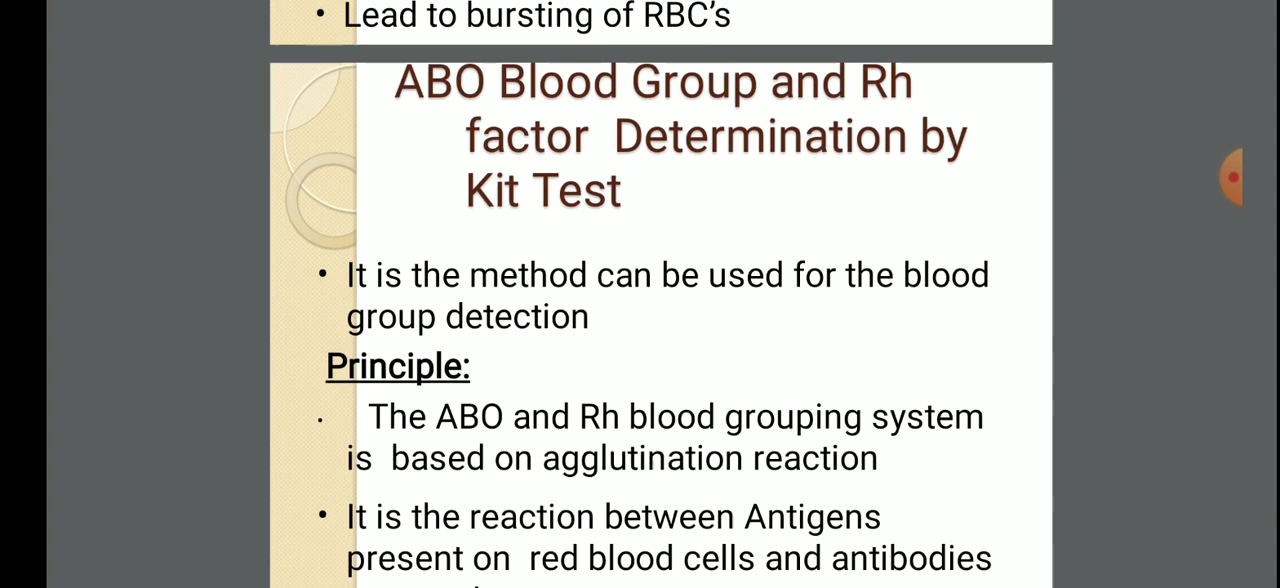 • Lead to bursting of RBC’s
ABO Blood Group and Rh
factor Determination by
Kit Test
• It is the method can be used for the blood
group detection
Principle:
· The ABO and Rh blood grouping system
is based on agglutination reaction
• It is the reaction between Antigens
present on red blood cells and antibodies